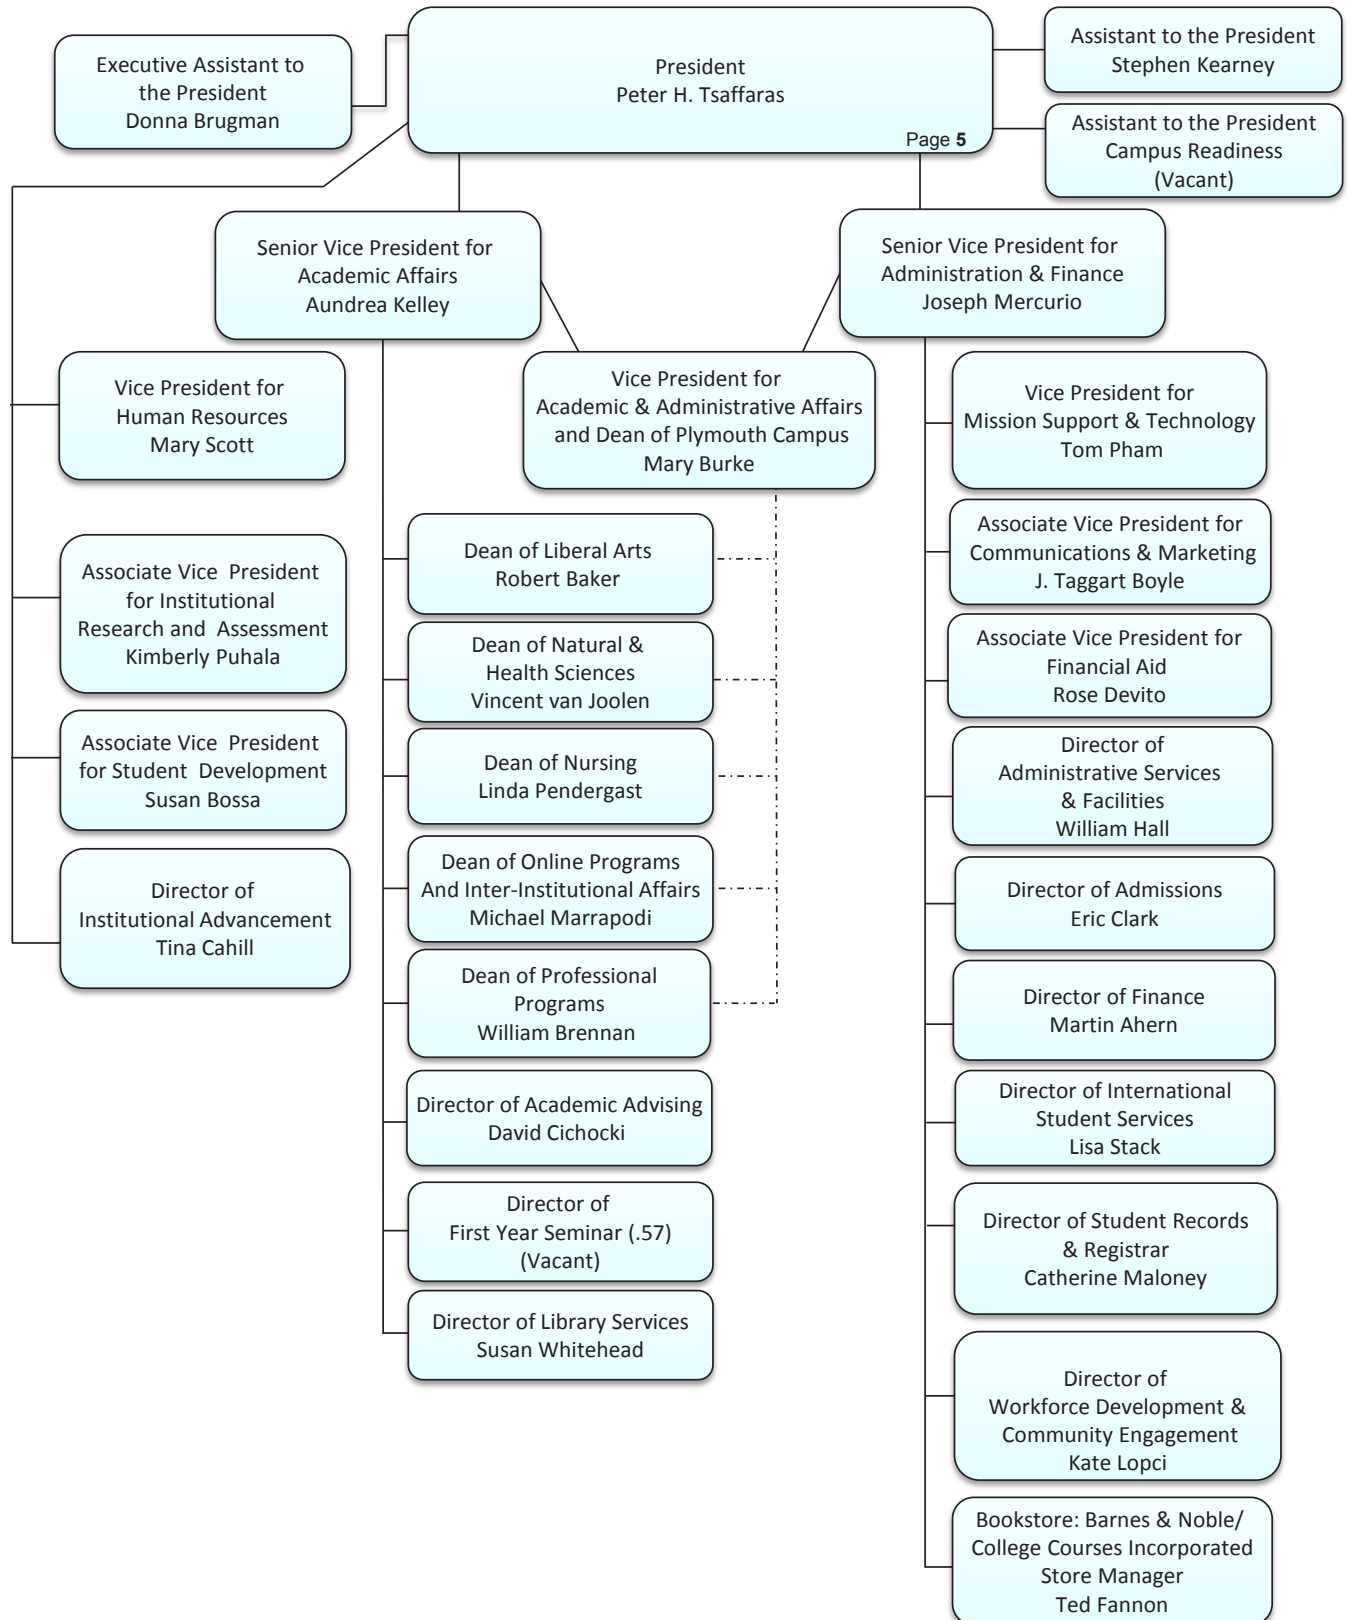 Executive Assistant to
the President
Donna Brugman
President
Peter H. Tsaffaras
Page 5
Assistant to the President
Stephen Kearney
Assistant to the President
Campus Readiness
(Vacant)
Senior Vice President for
Academic Affairs
Aundrea Kelley
Senior Vice President for
Administration & Finance
Joseph Mercurio
Vice President for
Human Resources
Mary Scott
Associate Vice President
for Institutional
Research and Assessment
Kimberly Puhala
Associate Vice President
for Student Development
Susan Bossa
Director of
Institutional Advancement
Tina Cahill
Vice President for
Academic & Administrative Affairs
and Dean of Plymouth Campus
Mary Burke
Dean of Liberal Arts
Robert Baker
Dean of Natural &
Health Sciences
Vincent van Joolen
Dean of Nursing
Linda Pendergast
Dean of Online Programs
And Inter-Institutional Affairs
Michael Marrapodi
Dean of Professional
Programs
William Brennan
Director of Academic Advising
David Cichocki
Director of
First Year Seminar (.57)
(Vacant)
Director of Library Services
Susan Whitehead
Vice President for
Mission Support & Technology
Tom Pham
Associate Vice President for
Communications & Marketing
J. Taggart Boyle
Associate Vice President for
Financial Aid
Rose Devito
Director of
Administrative Services
& Facilities
William Hall
Director of Admissions
Eric Clark
Director of Finance
Martin Ahern
Director of International
Student Services
Lisa Stack
Director of Student Records
& Registrar
Catherine Maloney
Director of
Workforce Development &
Community Engagement
Kate Lopci
Bookstore: Barnes & Noble/
College Courses Incorporated
Store Manager
Ted Fannon